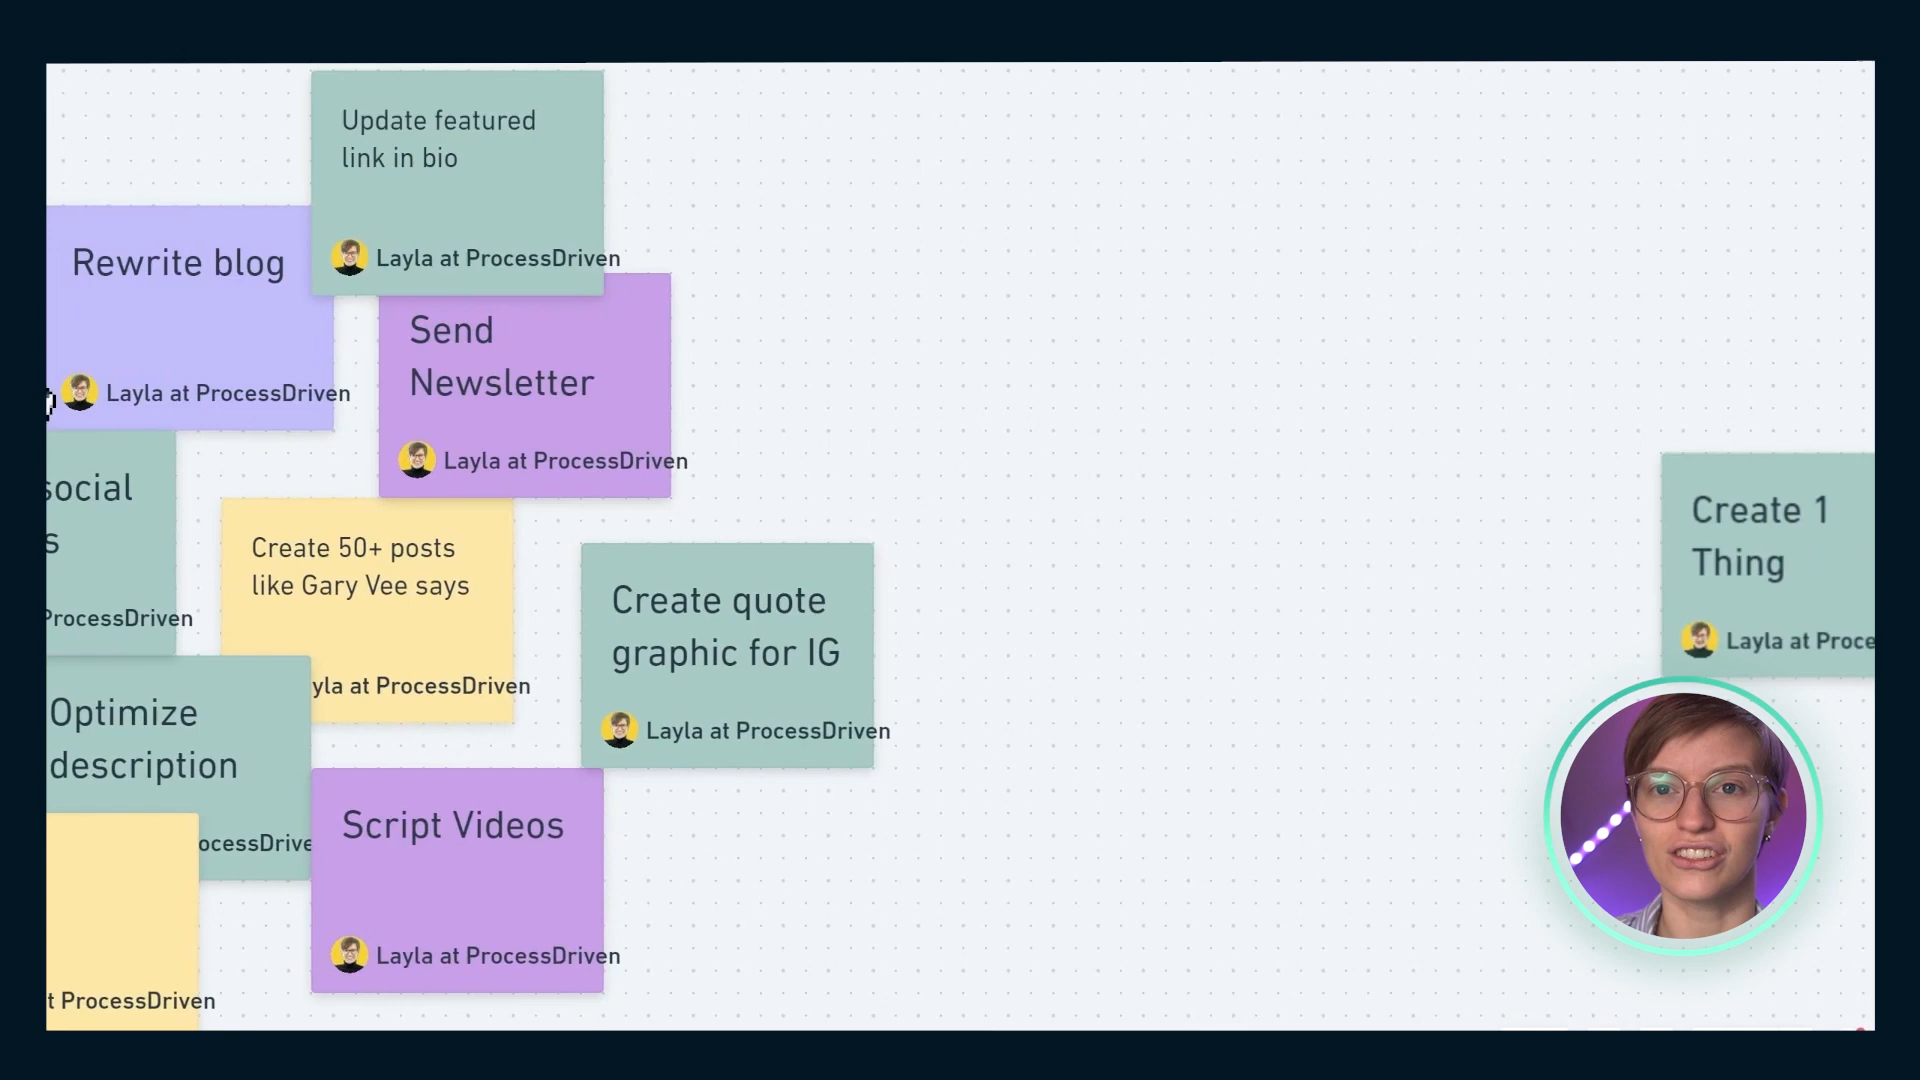 Update featured
link in bio
Layla at ProcessDriven
Rewrite blog
Layla at ProcessDriven
Send
Newsletter
Layla at ProcessDriven
social
s
ProcessDriven
Create 50+ posts
like Gary Vee says
yla at ProcessDriven
Create quote
graphic for IG
Layla at ProcessDriven
Create 1
Thing
Layla at Proce
Optimize
description
ocessDrive
Script Videos
Layla at ProcessDriven
t ProcessDriven